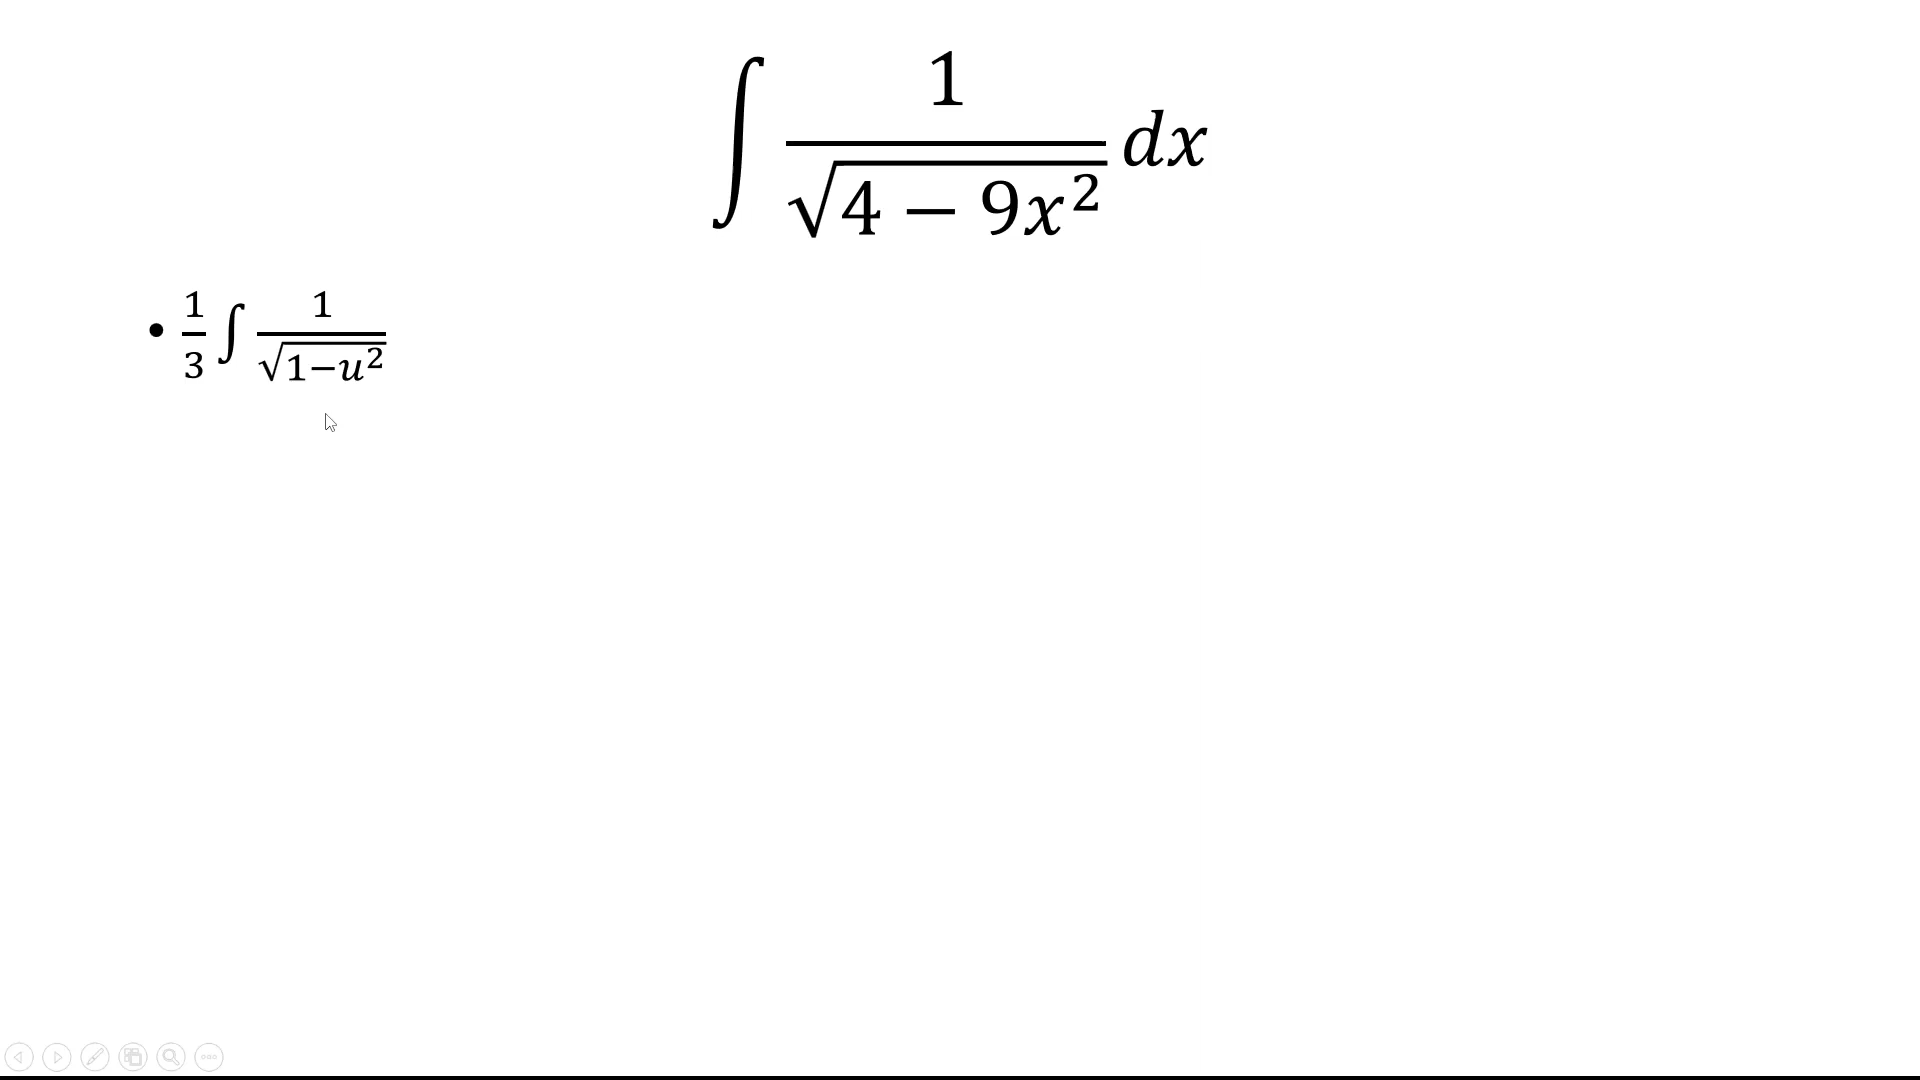 ∫ 1/√(4 − 9x²) dx
• 1/3 ∫ 1/√(1−u²)